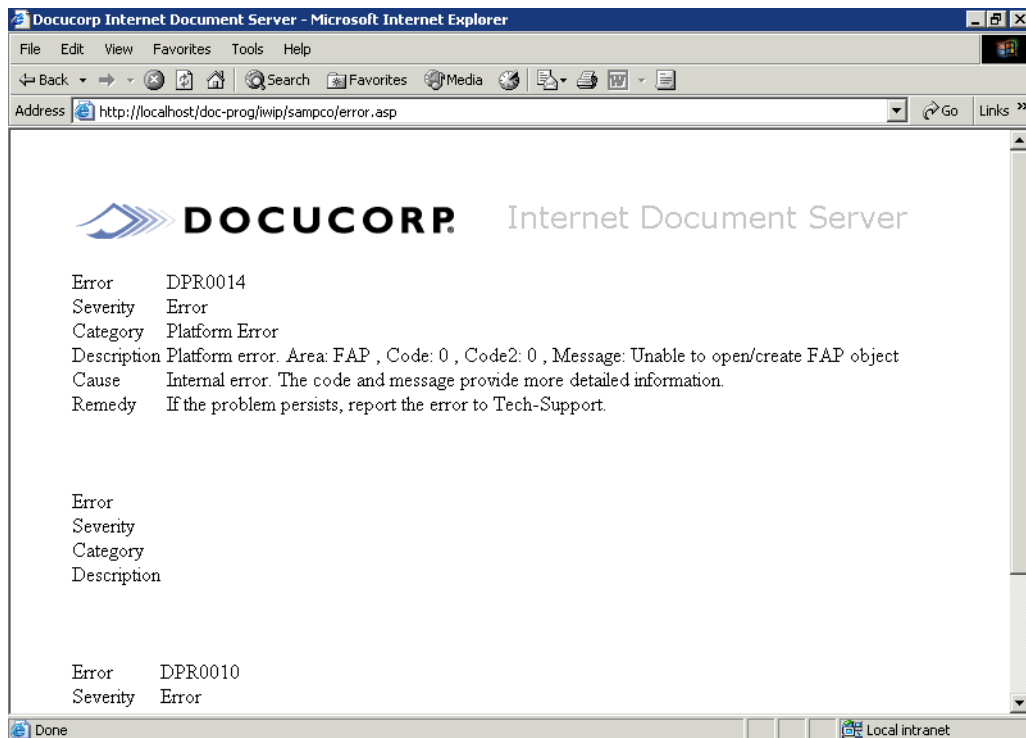 Docucorp Internet Document Server - Microsoft Internet Explorer
File Edit View Favorites Tools Help
Back Search Favorites Media
Address http://localhost/doc-prog/iwip/sampco/error.asp Go Links »
DOCUCORP® Internet Document Server
Error DPR0014
Severity Error
Category Platform Error
Description Platform error. Area: FAP , Code: 0 , Code2: 0 , Message: Unable to open/create FAP object
Cause Internal error. The code and message provide more detailed information.
Remedy If the problem persists, report the error to Tech-Support.
Error
Severity
Category
Description
Error DPR0010
Severity Error
Done Local intranet